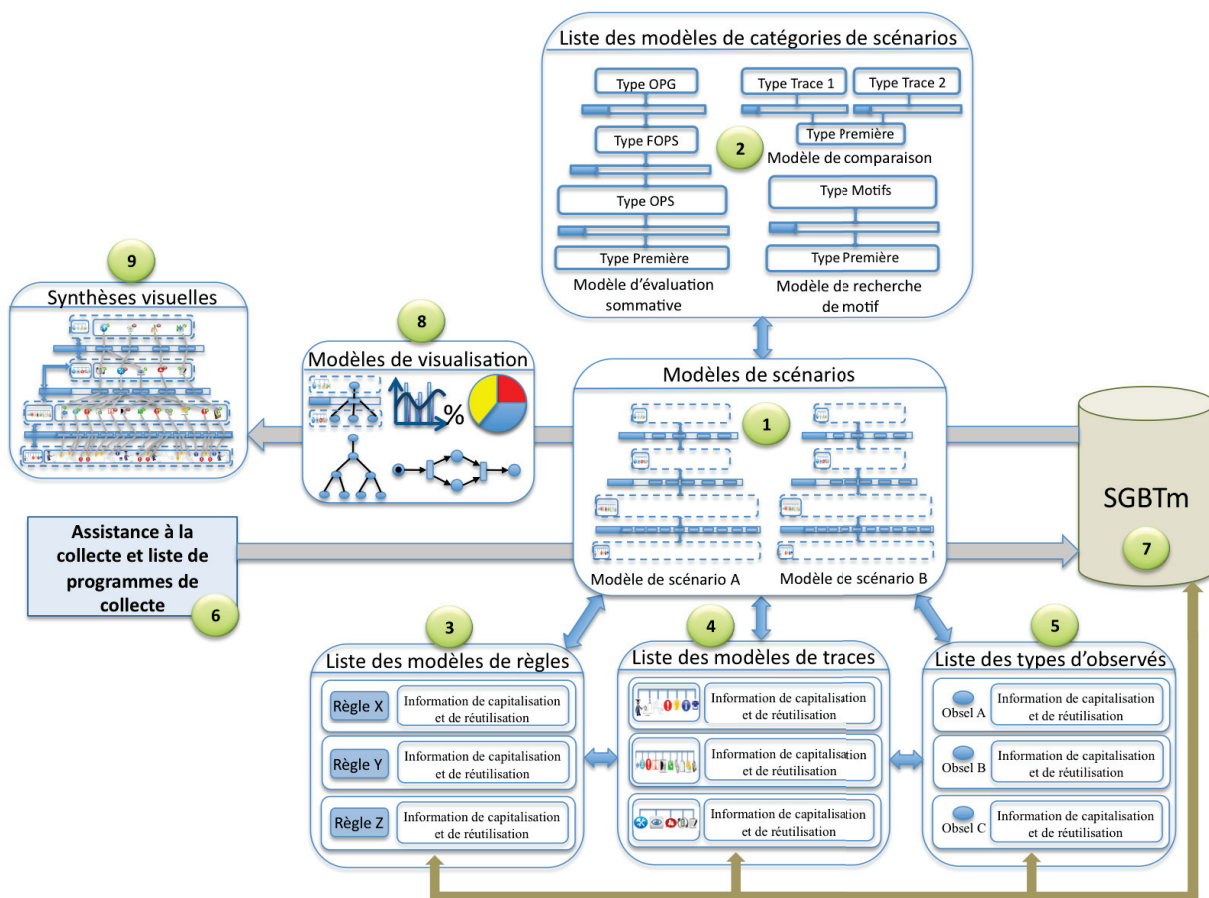 Liste des modèles de catégories de scénarios
Type OPG
Type FOPS
Type OPS
Type Première
Modèle d'évaluation
sommative
2
Type Trace 1
Type Trace 2
Type Première
Modèle de comparaison
Type Motifs
Type Première
Modèle de recherche
de motif
9
Synthèses visuelles
8
Modèles de visualisation
%
Modèles de scénarios
1
Modèle de scénario A
Modèle de scénario B
SGBTm
7
Assistance à la
collecte et liste de
programmes de
collecte
6
3
Liste des modèles de règles
Règle X
Information de capitalisation
et de réutilisation
Règle Y
Information de capitalisation
et de réutilisation
Règle Z
Information de capitalisation
et de réutilisation
4
Liste des modèles de traces
Information de capitalisation
et de réutilisation
Information de capitalisation
et de réutilisation
Information de capitalisation
et de réutilisation
5
Liste des types d'observés
Obsel A
Information de capitalisation
et de réutilisation
Obsel B
Information de capitalisation
et de réutilisation
Obsel C
Information de capitalisation
et de réutilisation